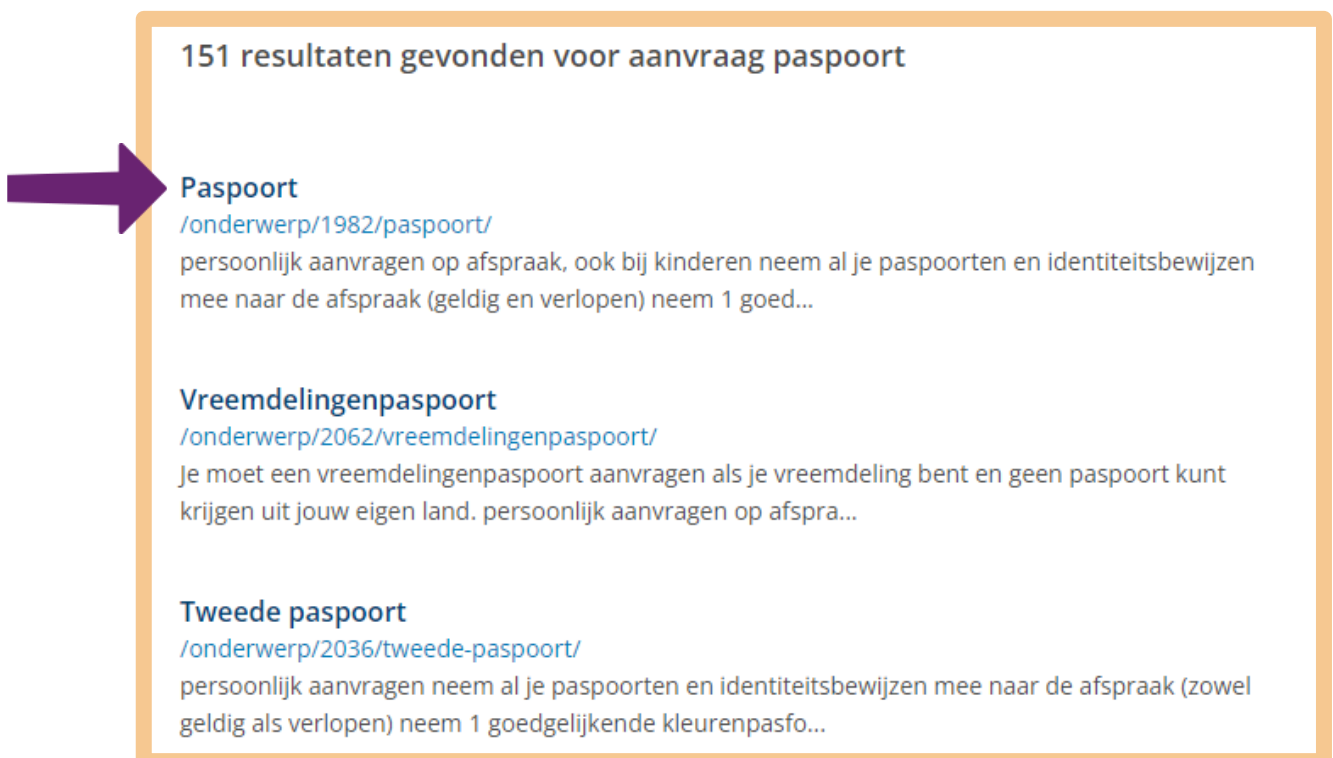 151 resultaten gevonden voor aanvraag paspoort
Paspoort
/onderwerp/1982/paspoort/
persoonlijk aanvragen op afspraak, ook bij kinderen neem al je paspoorten en identiteitsbewijzen
mee naar de afspraak (geldig en verlopen) neem 1 goed...
Vreemdelingenpaspoort
/onderwerp/2062/vreemdelingenpaspoort/
Je moet een vreemdelingenpaspoort aanvragen als je vreemdeling bent en geen paspoort kunt
krijgen uit jouw eigen land. persoonlijk aanvragen op afspra...
Tweede paspoort
/onderwerp/2036/tweede-paspoort/
persoonlijk aanvragen neem al je paspoorten en identiteitsbewijzen mee naar de afspraak (zowel
geldig als verlopen) neem 1 goedgelijkende kleurenpasfo...